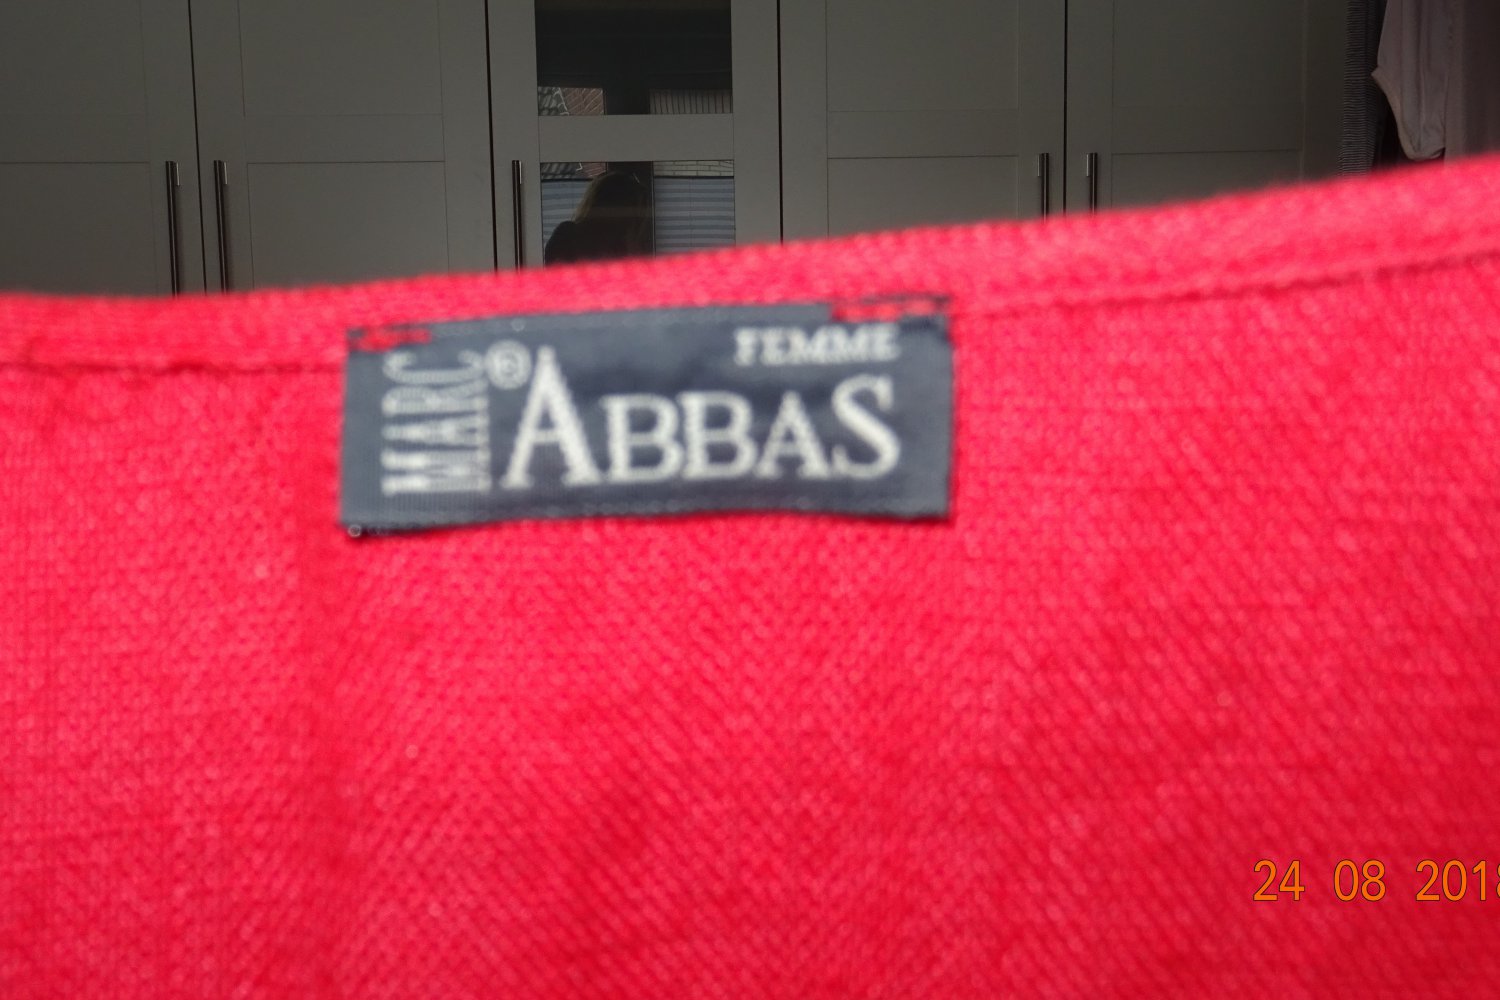 MARC
®
FEMME
ABBAS
24 08 2018